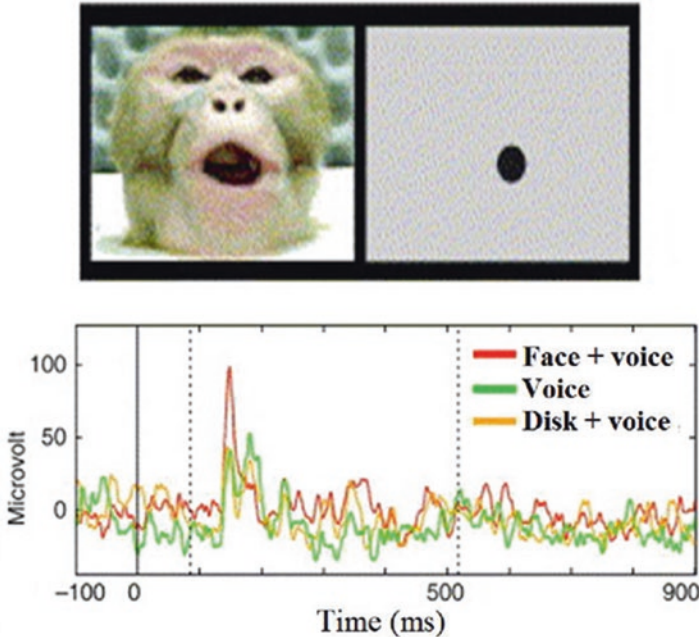 100
50
0
Microvolt
Face + voice
Voice
Disk + voice
−100 0 500 900
Time (ms)